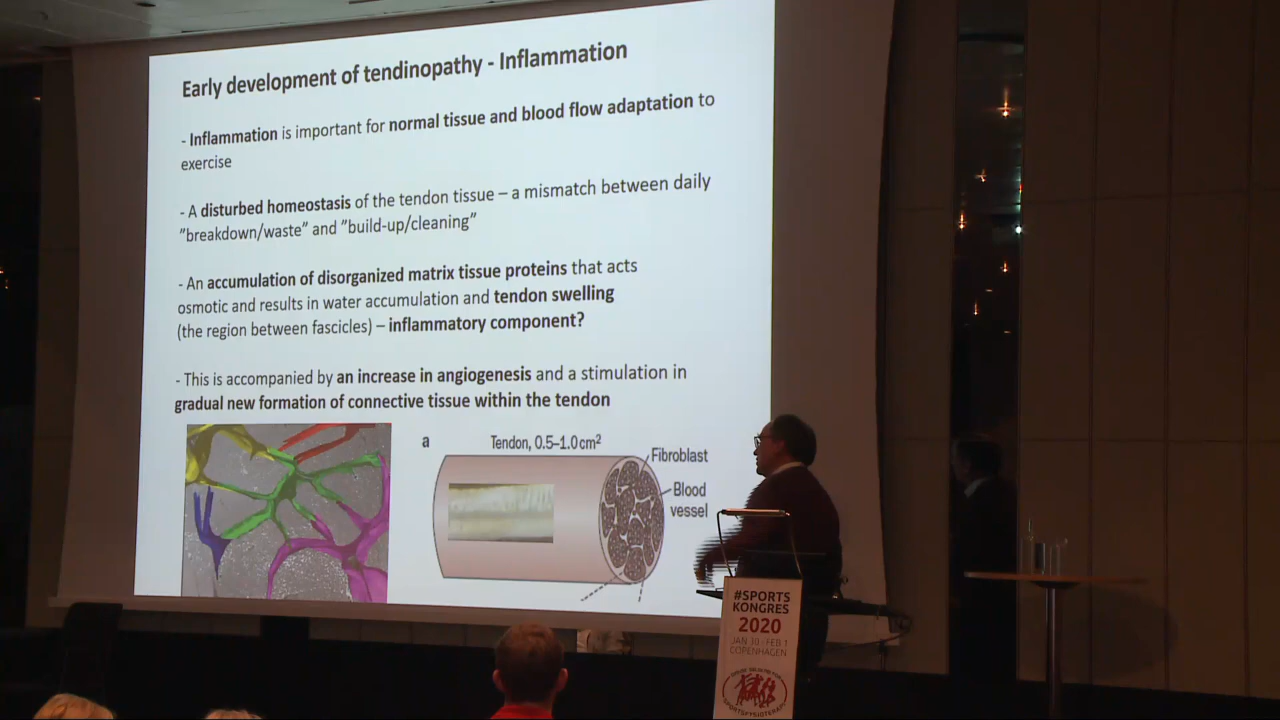 Early development of tendinopathy - Inflammation
- Inflammation is important for normal tissue and blood flow adaptation to
exercise
- A disturbed homeostasis of the tendon tissue – a mismatch between daily
”breakdown/waste” and ”build-up/cleaning”
- An accumulation of disorganized matrix tissue proteins that acts
osmotic and results in water accumulation and tendon swelling
(the region between fascicles) – inflammatory component?
- This is accompanied by an increase in angiogenesis and a stimulation in
gradual new formation of connective tissue within the tendon
a
Tendon, 0.5–1.0cm²
Fibroblast
Blood
vessel
#SPORTS
KONGRES
2020
JAN 30 - FEB 1
COPENHAGEN
SPORTSFYSIOTERAPI